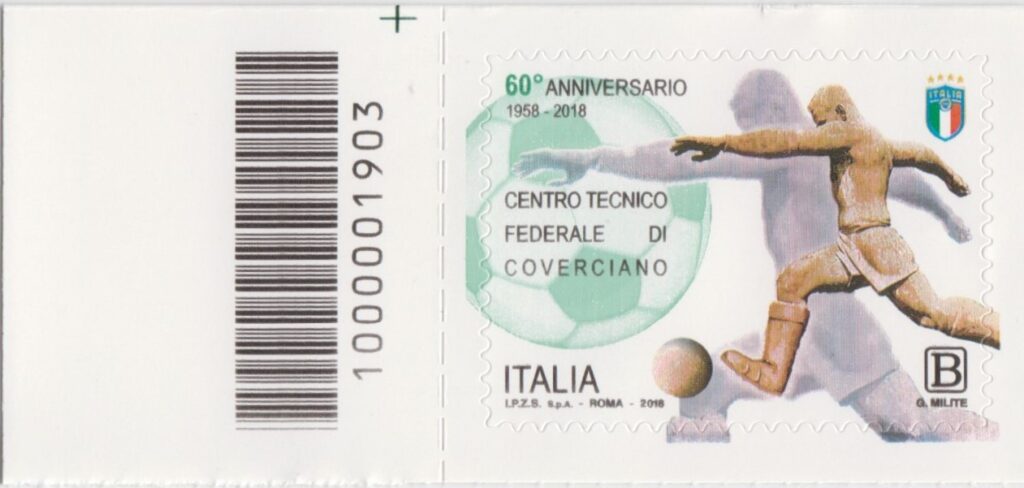 1000001903
60° ANNIVERSARIO
1958 - 2018
ITALIA
CENTRO TECNICO
FEDERALE DI
COVERCIANO
ITALIA
I.P.Z.S. S.p.A. - ROMA - 2018
B
G. MILITE